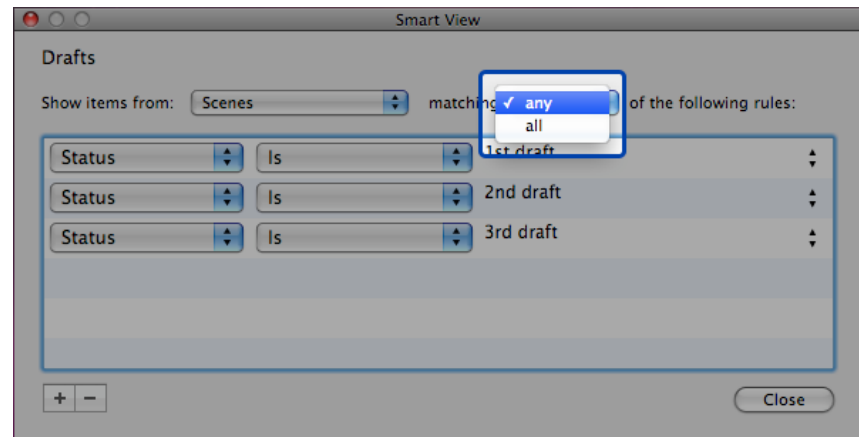 Smart View
Drafts
Show items from: Scenes matching any of the following rules:
all
Status Is 1st draft
Status Is 2nd draft
Status Is 3rd draft
+ − Close